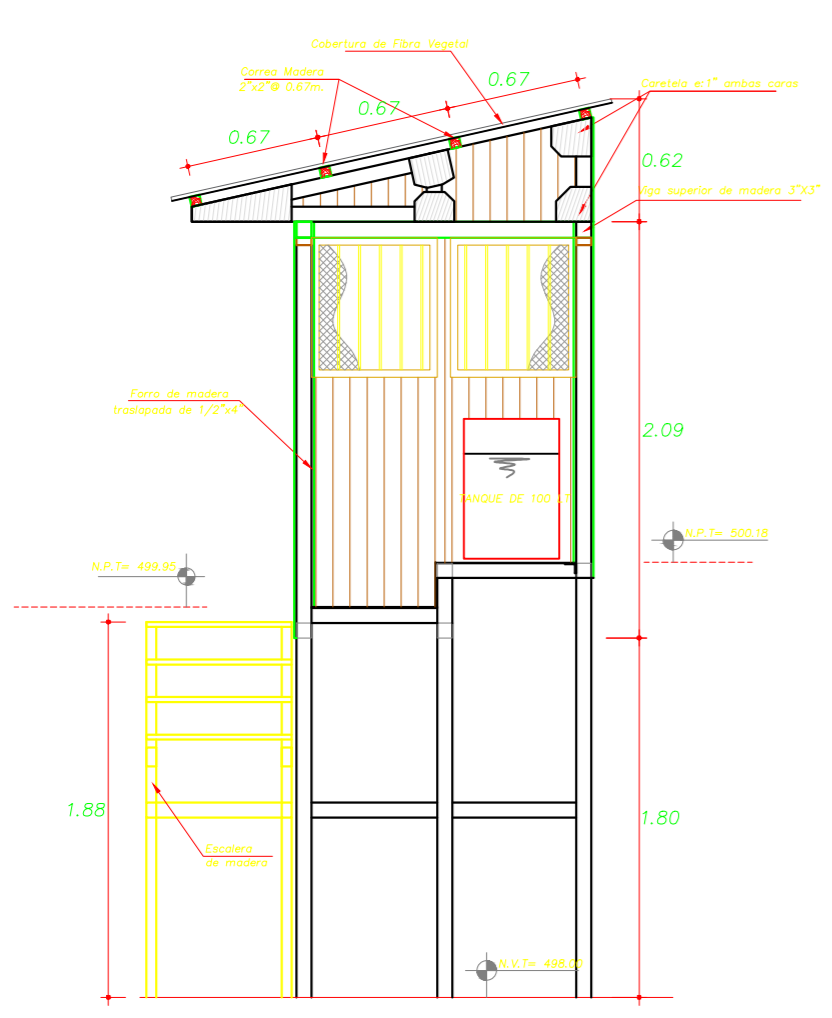 Cobertura de Fibra Vegetal
Correa Madera
2"x2"@ 0.67m.
0.67
0.67
0.67
Careteia e:1" ambas caras
0.62
Viga superior de madera 3"X3"
Forro de madera
traslapada de 1/2"x4"
2.09
TANQUE DE 100 LT
N.P.T= 499.95
N.P.T= 500.18
1.88
1.80
Escalera
de madera
N.V.T= 498.00